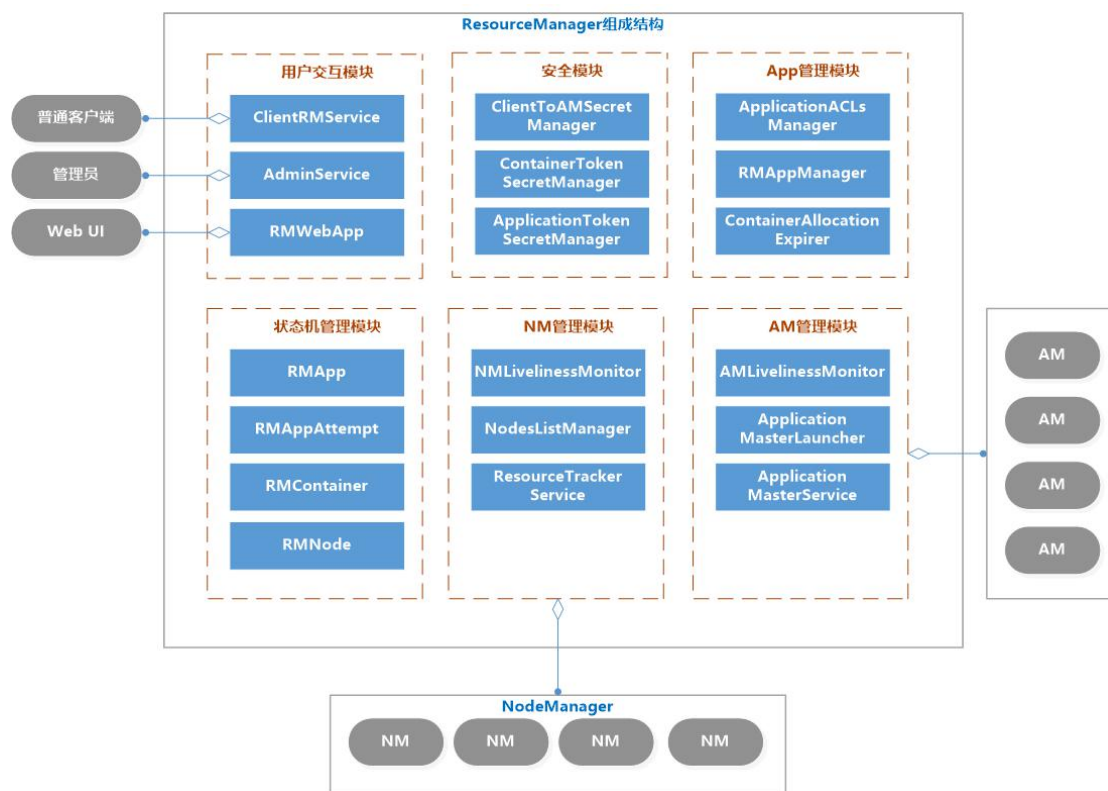 ResourceManager组成结构
用户交互模块
ClientRMService
AdminService
RMWebApp
普通客户端
管理员
Web UI
安全模块
ClientToAMSecret
Manager
ContainerToken
SecretManager
ApplicationToken
SecretManager
App管理模块
ApplicationACLs
Manager
RMAppManager
ContainerAllocation
Expirer
状态机管理模块
RMApp
RMAppAttempt
RMContainer
RMNode
NM管理模块
NMLivelinessMonitor
NodesListManager
ResourceTracker
Service
AM管理模块
AMLivelinessMonitor
Application
MasterLauncher
Application
MasterService
AM
AM
AM
AM
NodeManager
NM
NM
NM
NM